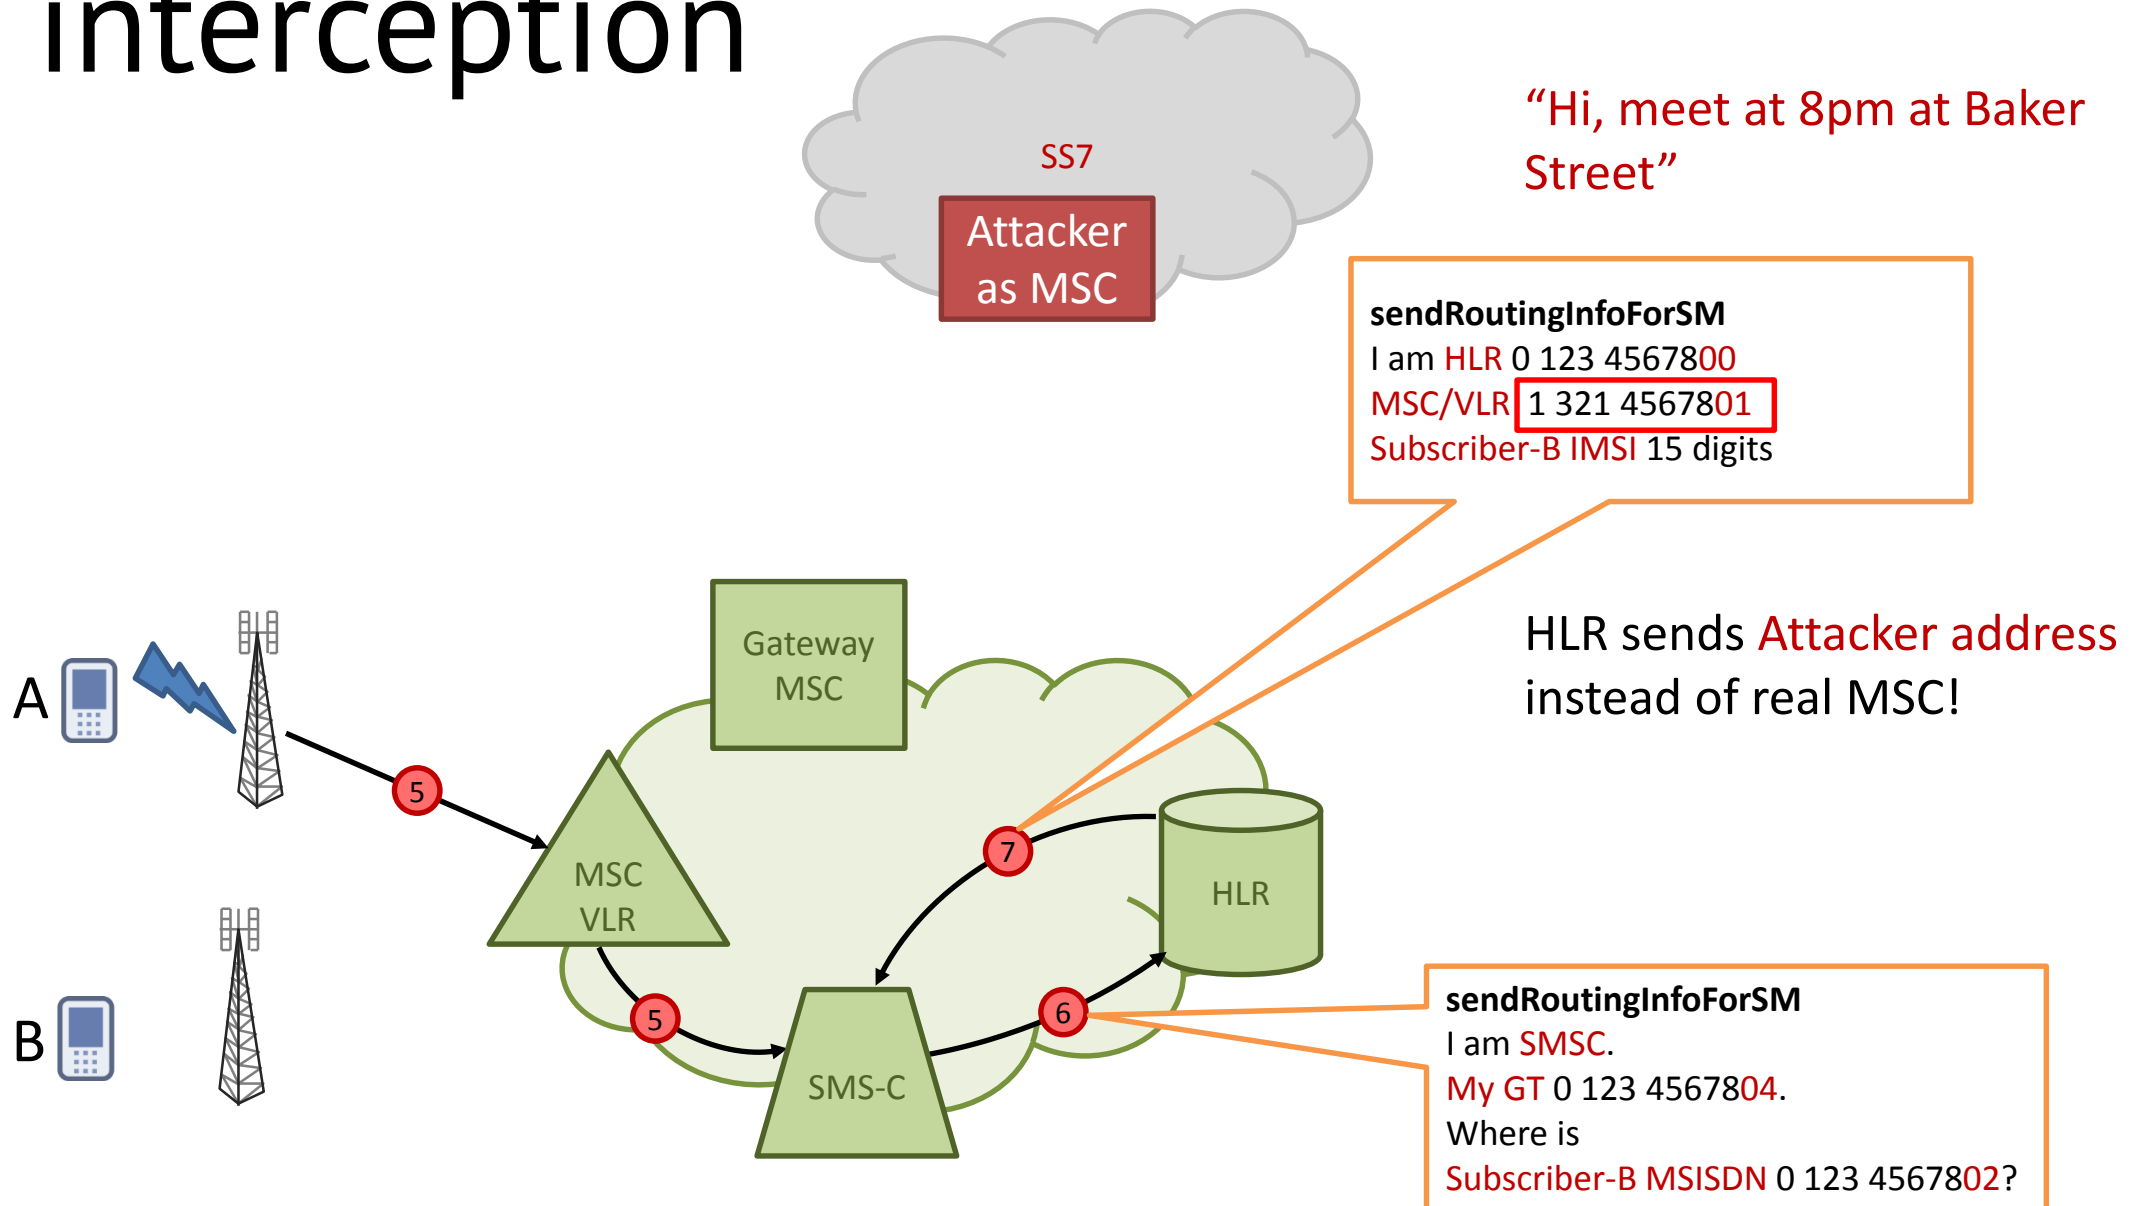 interception
SS7
Attacker
as MSC
“Hi, meet at 8pm at Baker
Street”
sendRoutingInfoForSM
I am HLR 0 123 4567800
MSC/VLR 1 321 4567801
Subscriber-B IMSI 15 digits
HLR sends Attacker address
instead of real MSC!
Gateway
MSC
A
5
MSC
VLR
7
HLR
B
5
6
SMS-C
sendRoutingInfoForSM
I am SMSC.
My GT 0 123 4567804.
Where is
Subscriber-B MSISDN 0 123 4567802?